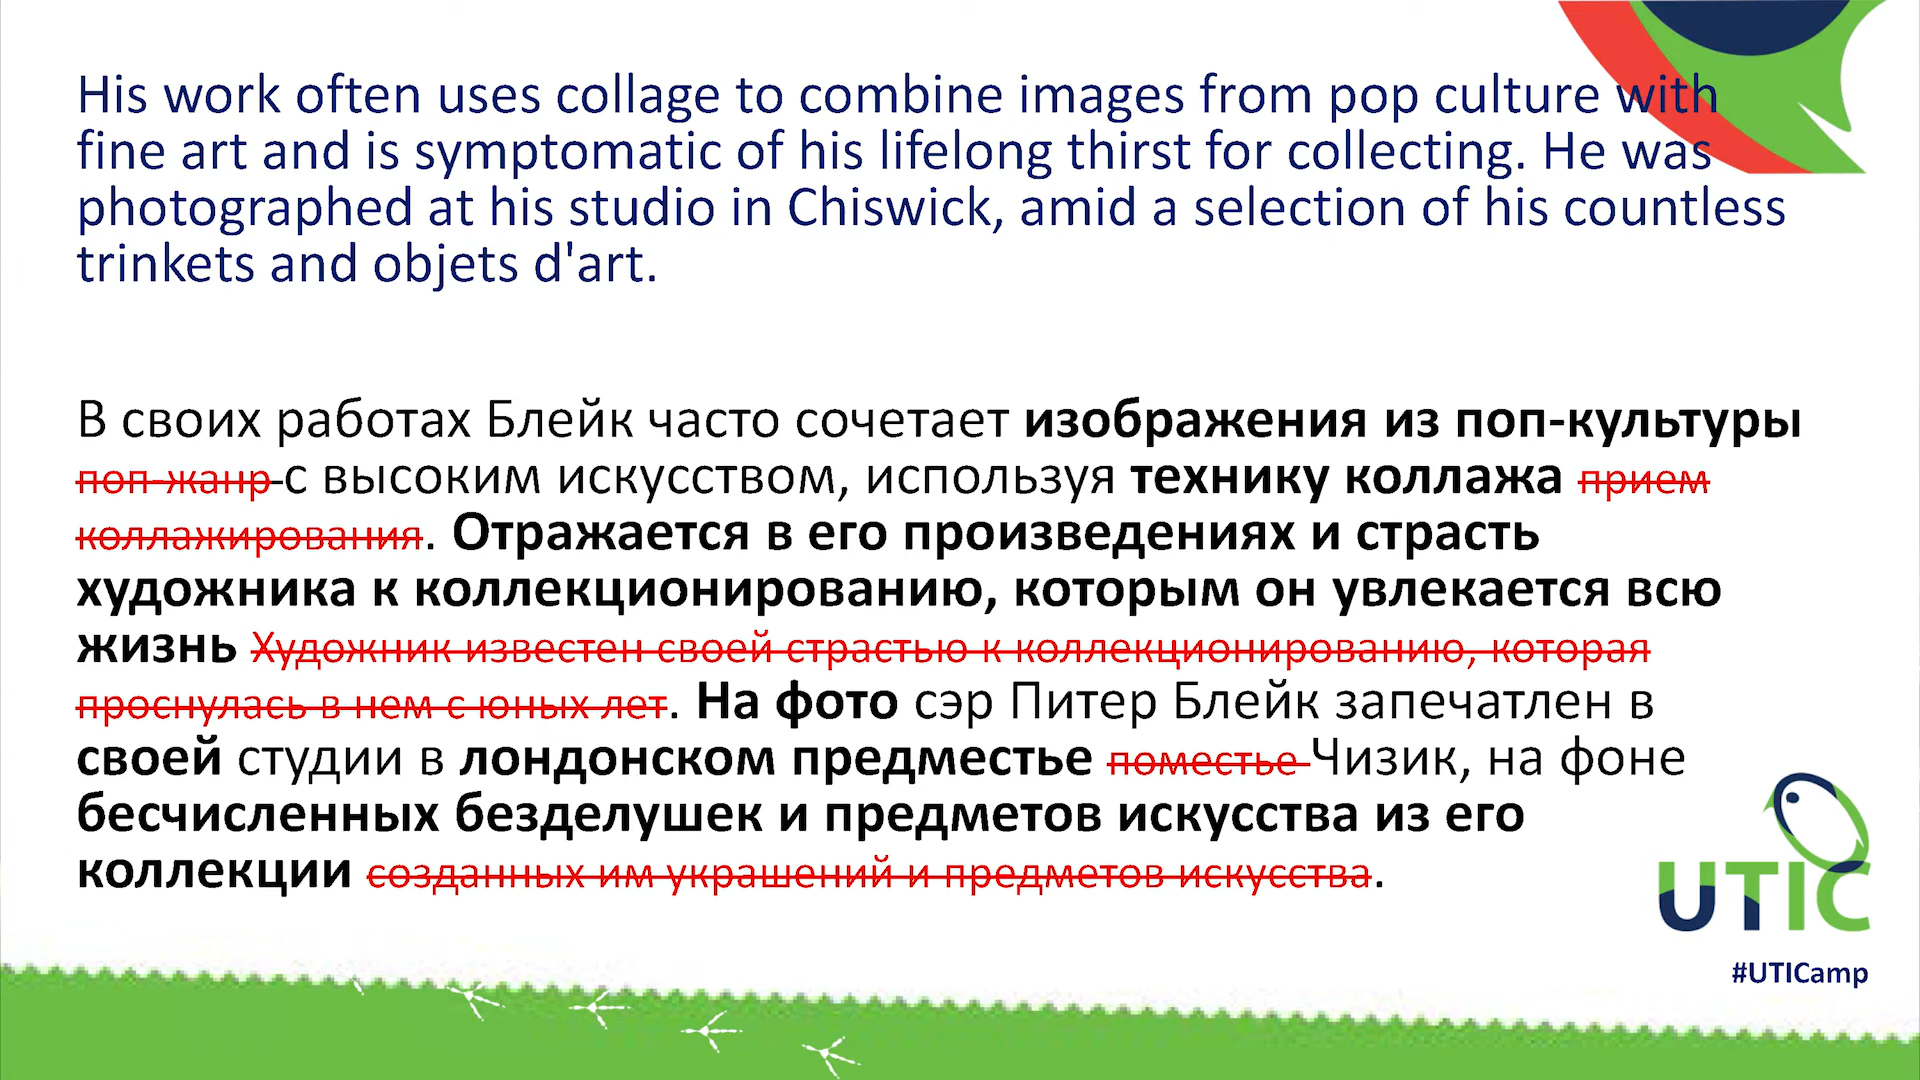 His work often uses collage to combine images from pop culture with
fine art and is symptomatic of his lifelong thirst for collecting. He was
photographed at his studio in Chiswick, amid a selection of his countless
trinkets and objets d'art.
В своих работах Блейк часто сочетает изображения из поп-культуры
поп-жанр с высоким искусством, используя технику коллажа прием
коллажирования. Отражается в его произведениях и страсть
художника к коллекционированию, которым он увлекается всю
жизнь Художник известен своей страстью к коллекционированию, которая
проснулась в нем с юных лет. На фото сэр Питер Блейк запечатлен в
своей студии в лондонском предместье поместье Чизик, на фоне
бесчисленных безделушек и предметов искусства из его
коллекции созданных им украшений и предметов искусства.
UTIC
#UTICamp